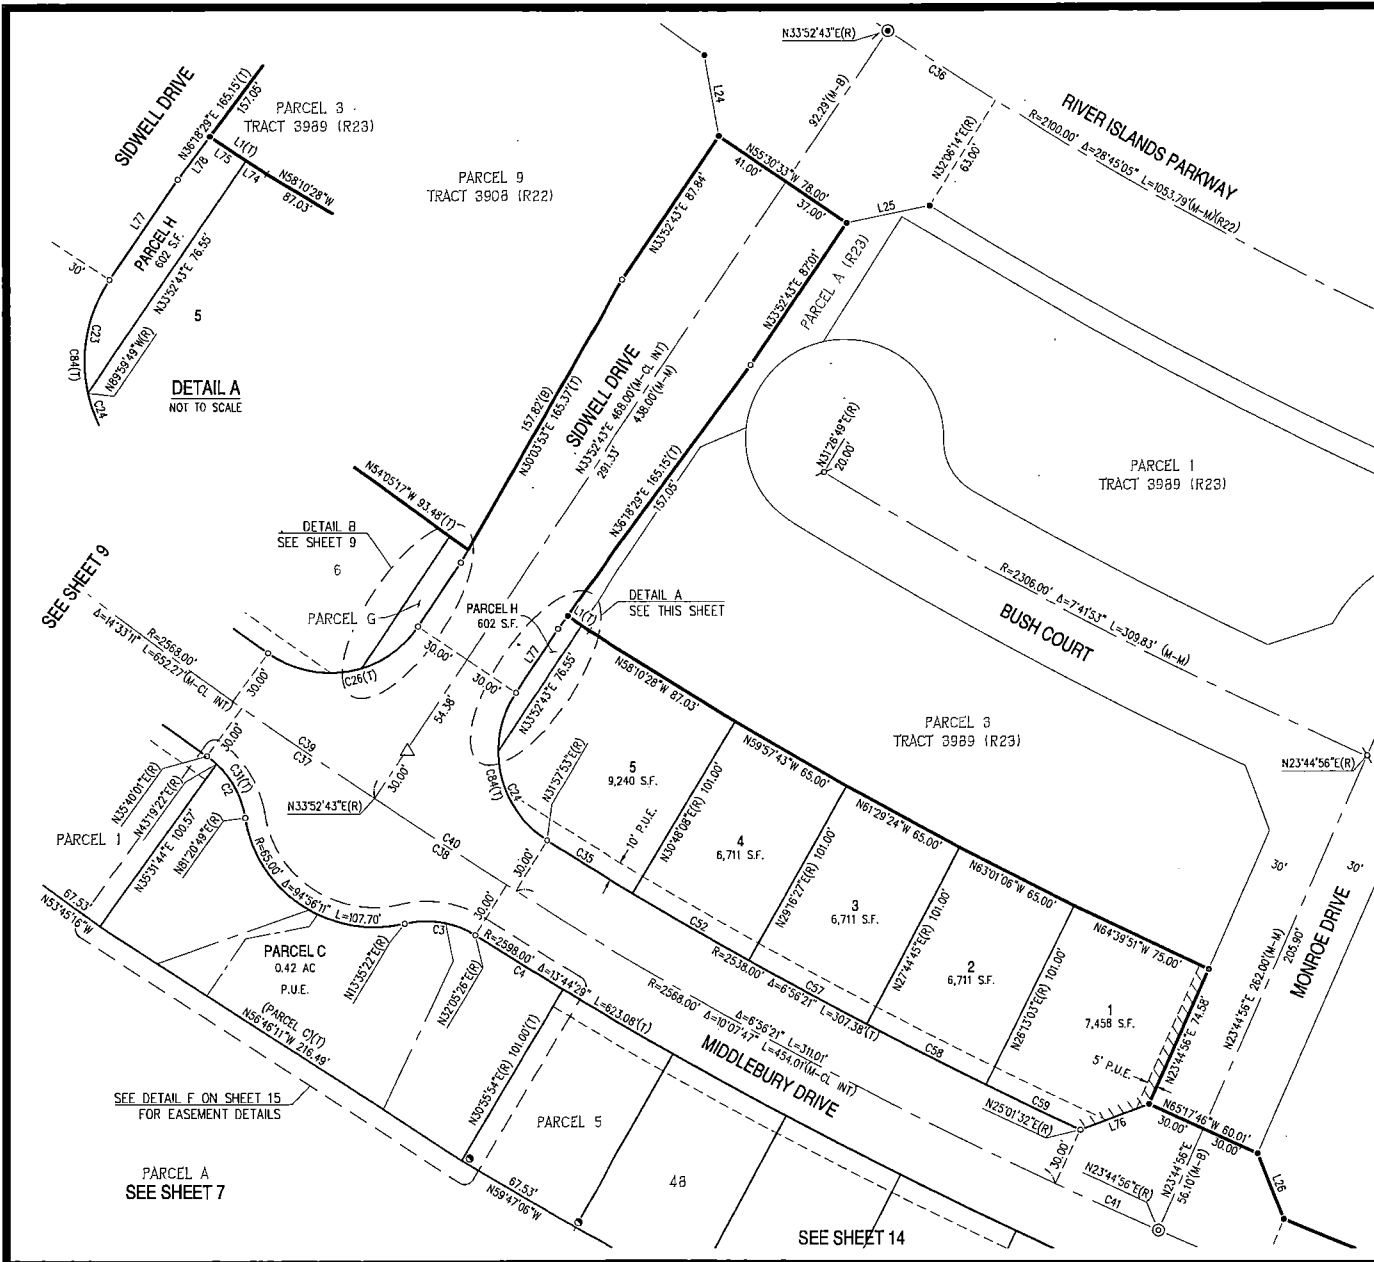 N33°52'43"E(R)
C36
SIDWELL DRIVE
N36°18'29"E 165.15'(T)
157.05'
PARCEL 3
TRACT 3989 (R23)
L1(T)
L75
L74
L78
N58°10'28"W
87.03'
L77
PARCEL H
602 S.F.
N33°52'43"E 76.55'
30'
C23
C84(T)
N89°59'49"W(R)
C24
5
DETAIL A
NOT TO SCALE
PARCEL 9
TRACT 3908 (R22)
L24
92.29'(M-B)
RIVER ISLANDS PARKWAY
R=2100.00' Δ=28°45'05" L=1053.79'(M-M)(R22)
N32°06'14"E(R)
63.00'
N55°30'33"W 78.00'
41.00'
37.00'
L25
N33°52'43"E 87.84'
N33°52'43"E 87.01'
PARCEL A (R23)
SIDWELL DRIVE
N33°52'43"E 468.00'(M-CL INT)
438.00'(M-M)
291.33'
157.82'(B)
N30°03'53"E 165.37'(T)
N36°18'29"E 165.15'(T)
157.05'
N31°26'49"E(R)
20.00'
PARCEL 1
TRACT 3989 (R23)
R=2306.00' Δ=7°41'53" L=309.83' (M-M)
BUSH COURT
N54°05'17"W 93.48'(T)
DETAIL B
SEE SHEET 9
6
PARCEL G
SEE SHEET 9
R=2568.00'
Δ=14°33'11" L=652.27'(M-CL INT)
PARCEL H
602 S.F.
L1(T)
DETAIL A
SEE THIS SHEET
L77
N33°52'43"E 76.55'
30.00'
30.00'
C26(T)
30.00'
30.00'
54.38'
30.00'
N33°52'43"E(R)
C39
C37
C84(T)
C24
N31°57'53"E(R)
N58°10'28"W 87.03'
PARCEL 3
TRACT 3989 (R23)
N23°44'56"E(R)
N59°57'43"W 65.00'
5
9,240 S.F.
10' P.U.E.
N30°48'08"E(R) 101.00'
4
6,711 S.F.
N61°29'24"W 65.00'
N29°16'27"E(R) 101.00'
3
6,711 S.F.
N63°01'06"W 65.00'
N27°44'45"E(R) 101.00'
2
6,711 S.F.
N64°39'51"W 75.00'
N26°13'03"E(R) 101.00'
1
7,458 S.F.
5' P.U.E.
N23°44'56"E 74.58'
30'
30'
MONROE DRIVE
N23°44'56"E 262.00'(M-M)
205.90'
C35
C52
C57
C58
C59
R=2538.00' Δ=6°56'21" L=307.38'(T)
C40
C38
30.00'
30.00'
Δ=6°56'21" L=311.01'
R=2568.00' Δ=10°07'47" L=454.01'(M-CL INT)
MIDDLEBURY DRIVE
N25°01'32"E(R)
L76
30.00'
N65°17'46"W 60.01'
30.00'
30.00'
N23°44'56"E
56.10'(M-B)
N23°44'56"E(R)
C41
L26
N35°40'01"E(R)
N43°19'22"E(R)
C31(T)
C2
PARCEL 1
N35°31'44"E 100.57'
N81°20'49"E(R)
R=65.00' Δ=94°56'11" L=107.70'
67.53'
N53°45'16"W
PARCEL C
0.42 AC
P.U.E.
N13°35'22"E(R)
C3
N32°05'26"E(R)
C4
R=2598.00' Δ=13°44'29" L=623.08'(T)
(PARCEL C)(T)
N56°46'11"W 216.49'
N30°55'54"E(R) 101.00'(T)
SEE DETAIL F ON SHEET 15
FOR EASEMENT DETAILS
PARCEL 5
48
PARCEL A
SEE SHEET 7
67.53'
N59°47'06"W
SEE SHEET 14